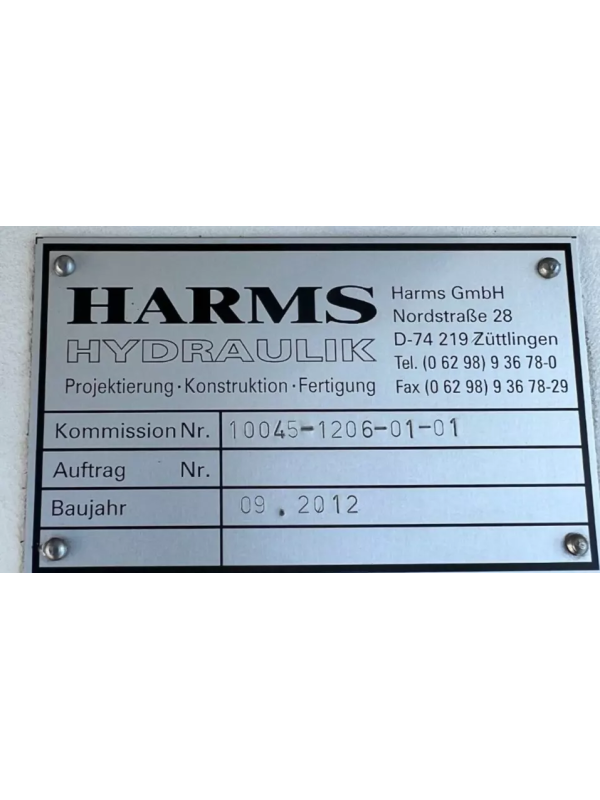 HARMS
HYDRAULIK
Projektierung · Konstruktion · Fertigung
Harms GmbH
Nordstraße 28
D-74 219 Züttlingen
Tel. (0 62 98) 9 36 78-0
Fax (0 62 98) 9 36 78-29
Kommission Nr. 10045-1206-01-01
Auftrag Nr.
Baujahr 09.2012